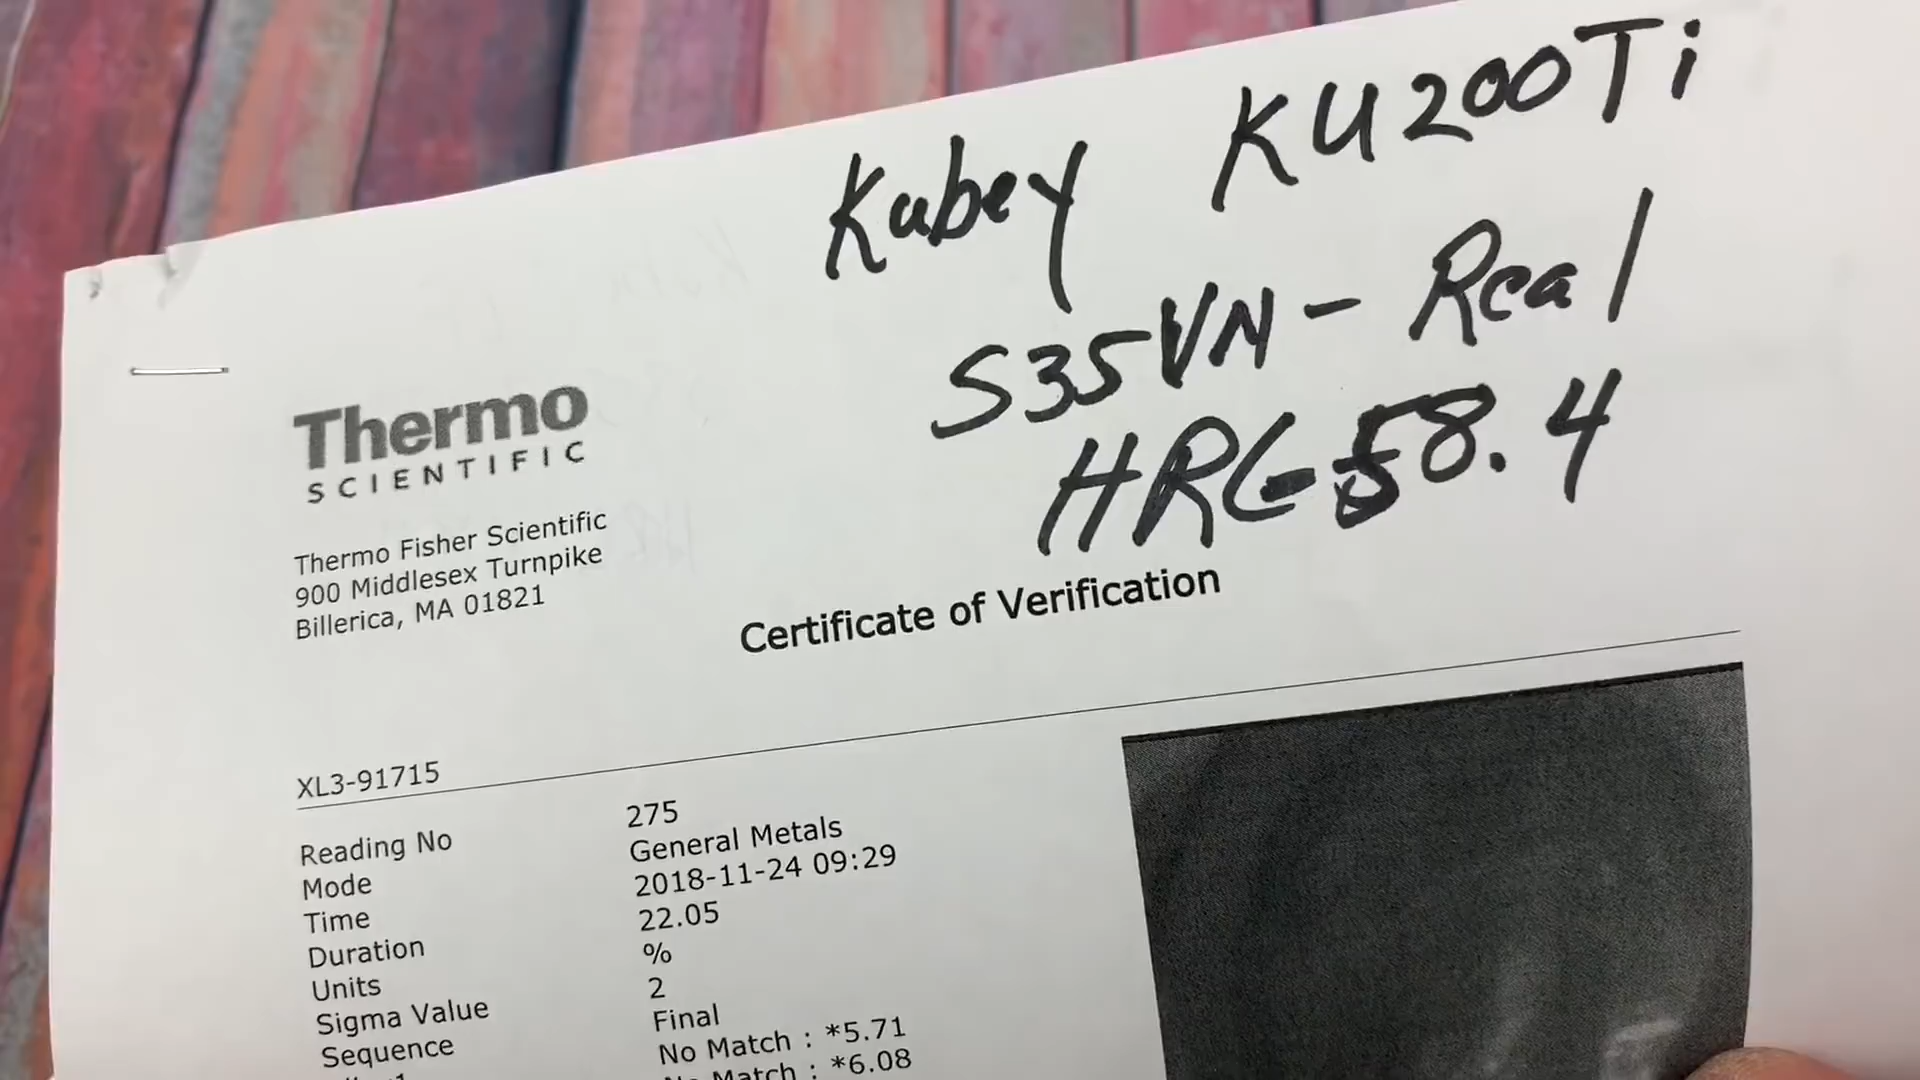 Kubey KU200Ti
S35VN - Real
HRC-58.4
Thermo
SCIENTIFIC
Thermo Fisher Scientific
900 Middlesex Turnpike
Billerica, MA 01821
Certificate of Verification
XL3-91715
Reading No 275
Mode General Metals
Time 2018-11-24 09:29
Duration 22.05
Units %
Sigma Value 2
Sequence Final
No Match : *5.71
No Match : *6.08